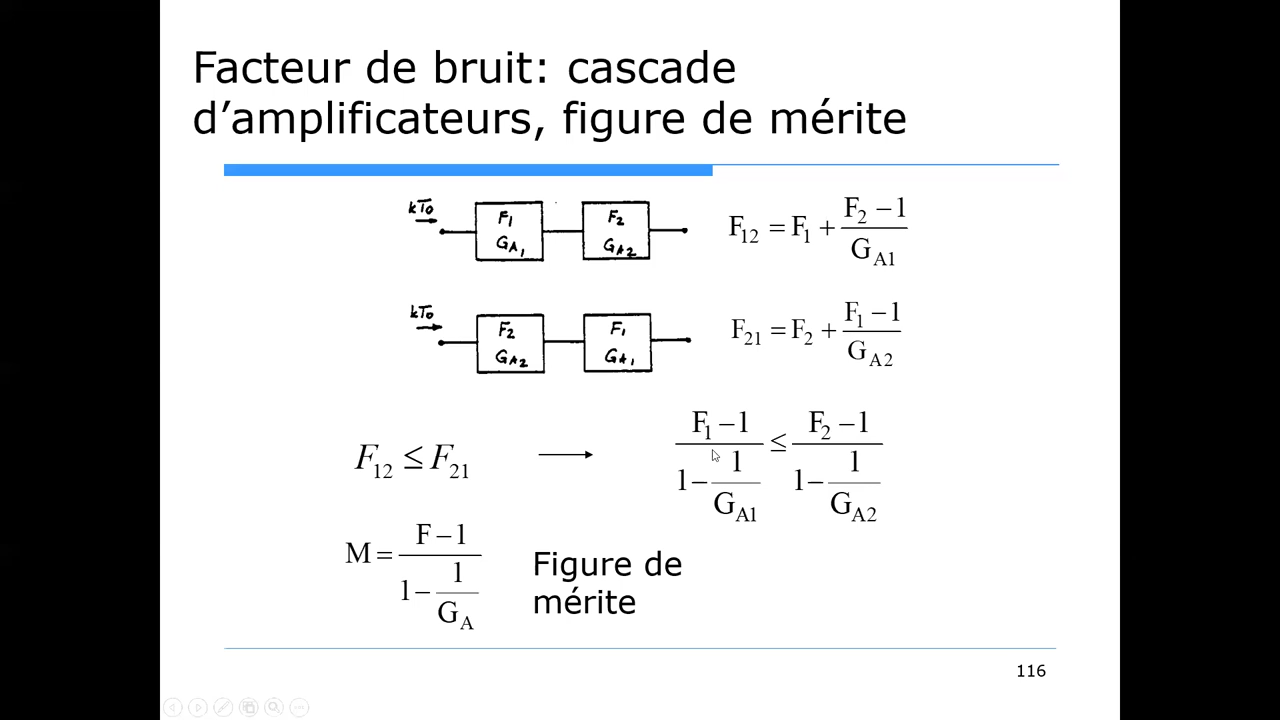 Facteur de bruit: cascade
d’amplificateurs, figure de mérite
kTo
F1
GA1
F2
GA2
F12 = F1 + (F2 − 1) / GA1
kTo
F2
GA2
F1
GA1
F21 = F2 + (F1 − 1) / GA2
F12 ≤ F21
(F1 − 1) / (1 − 1/GA1) ≤ (F2 − 1) / (1 − 1/GA2)
M = (F − 1) / (1 − 1/GA)
Figure de
mérite
116